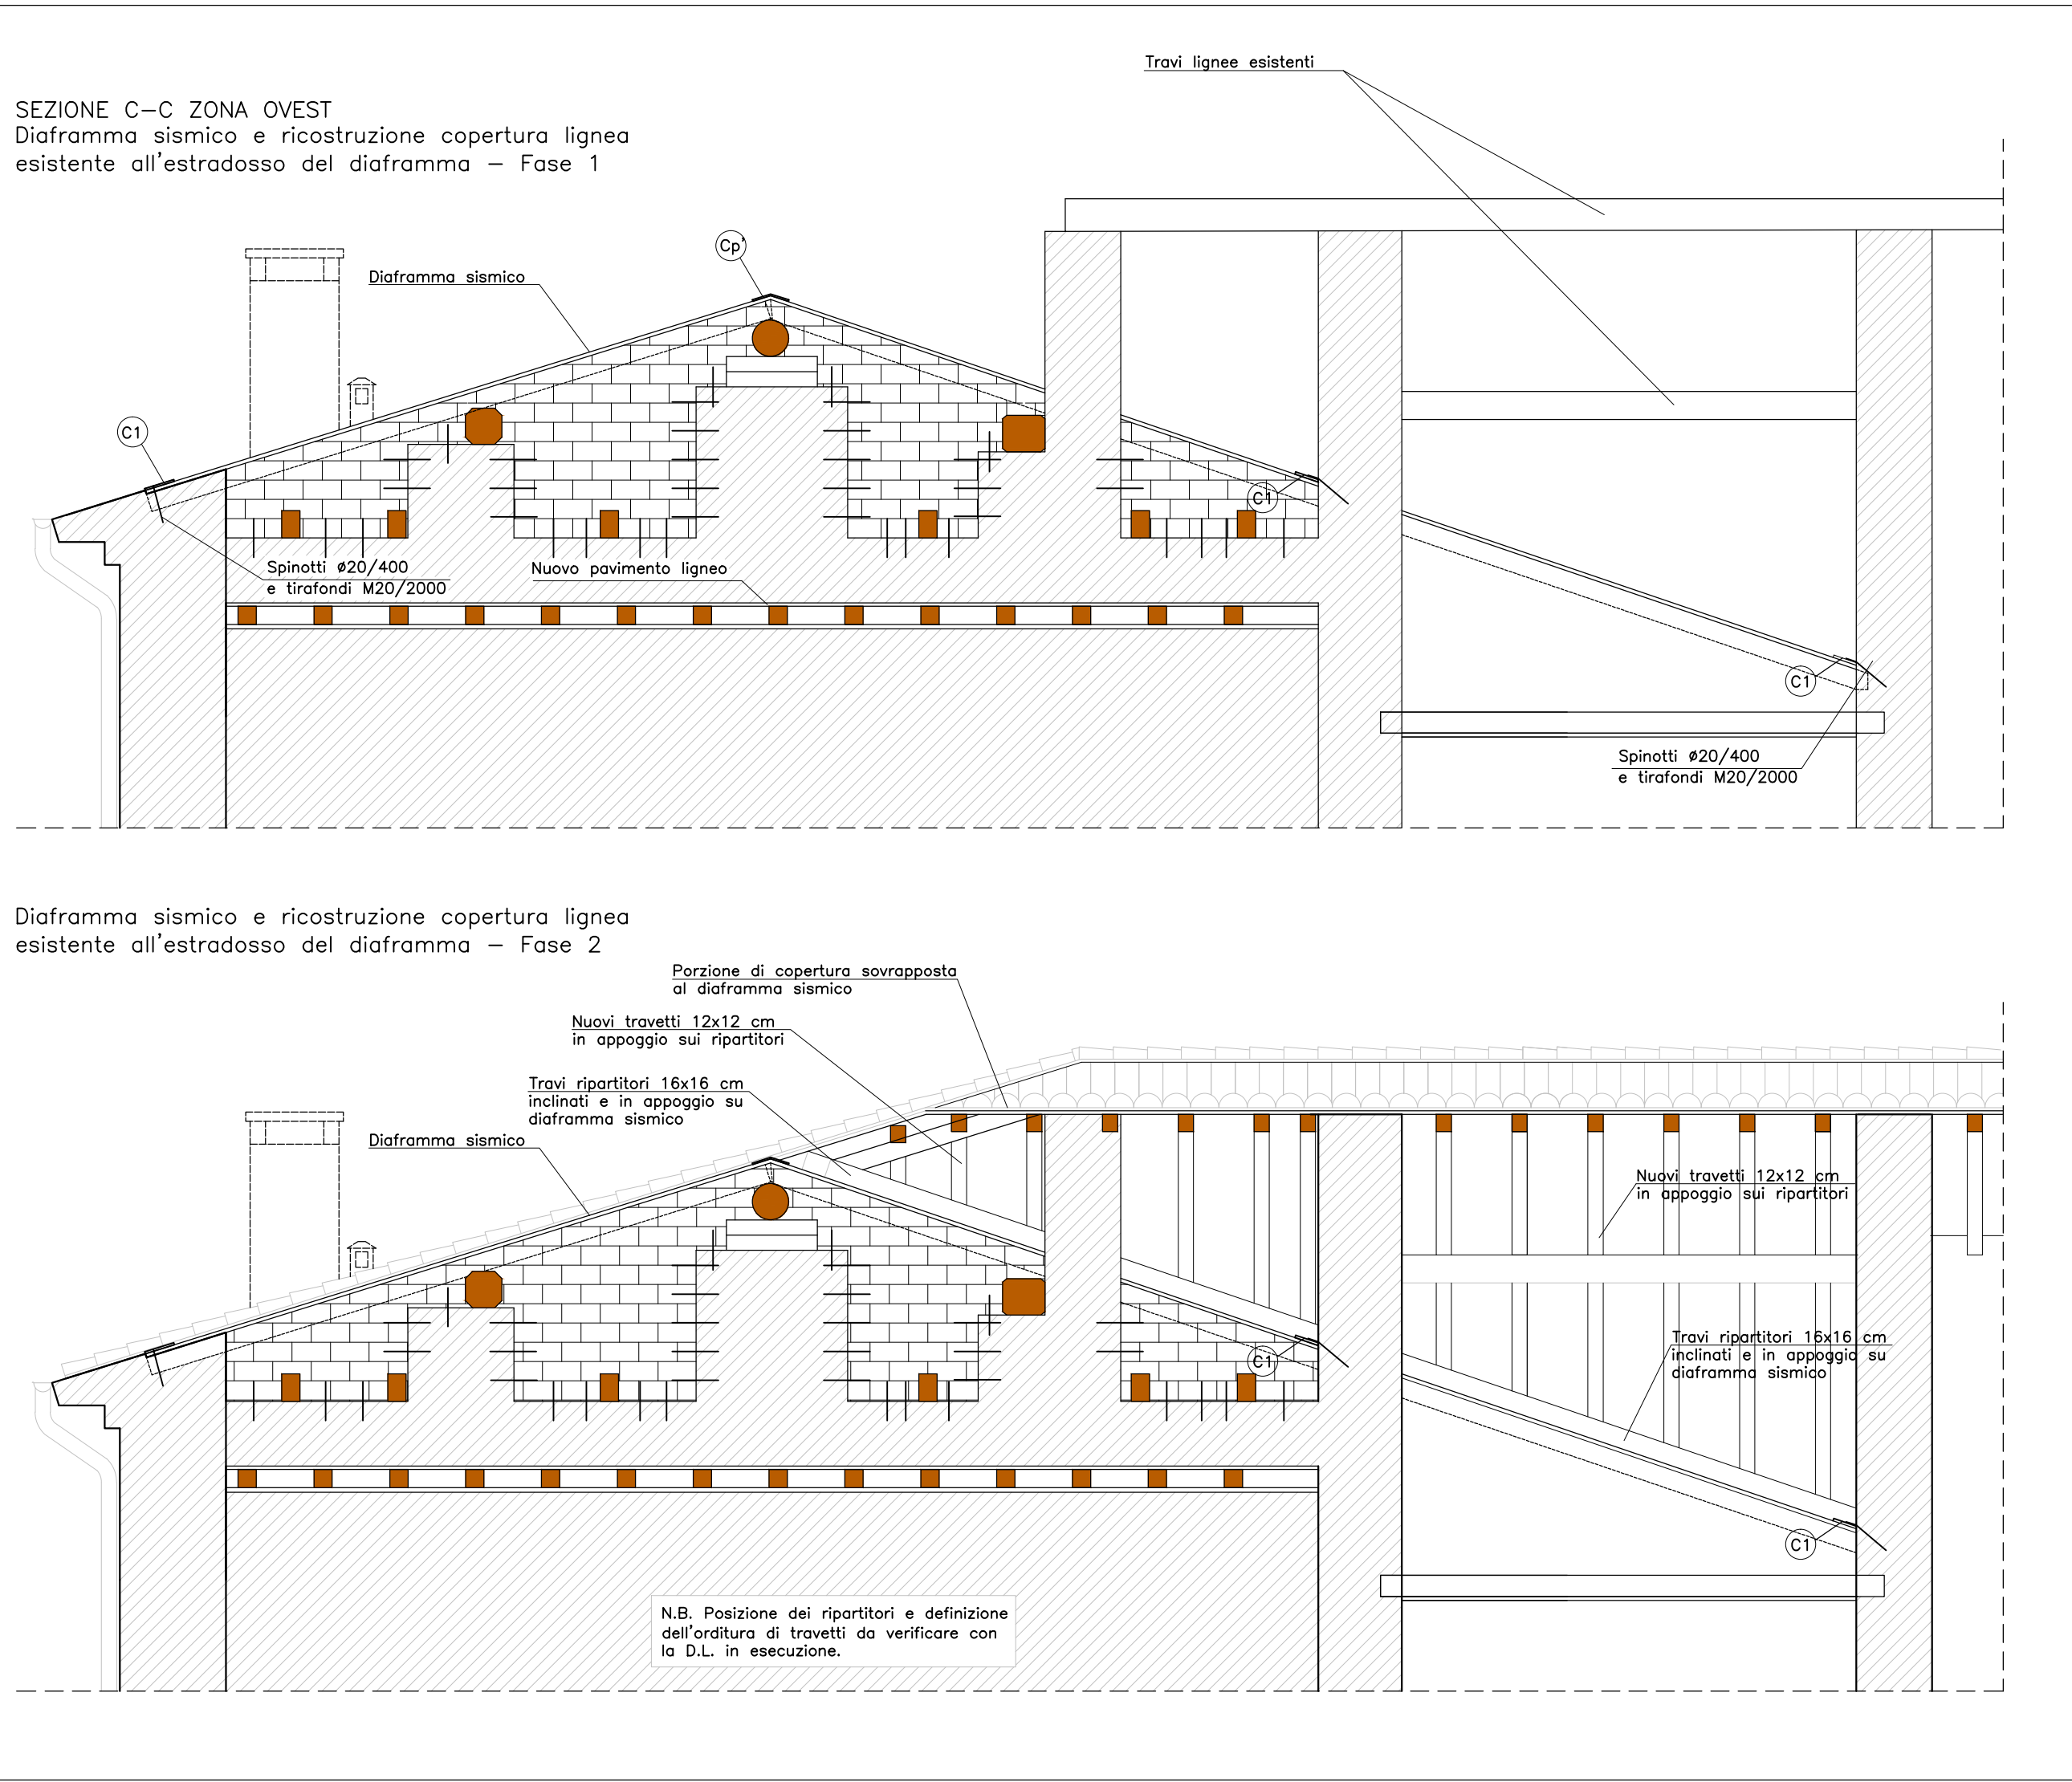 Travi lignee esistenti
SEZIONE C-C ZONA OVEST
Diaframma sismico e ricostruzione copertura lignea
esistente all'estradosso del diaframma - Fase 1
Cp'
Diaframma sismico
C1
C1
Spinotti ø20/400
e tirafondi M20/2000
Nuovo pavimento ligneo
C1
Spinotti ø20/400
e tirafondi M20/2000
Diaframma sismico e ricostruzione copertura lignea
esistente all'estradosso del diaframma - Fase 2
Porzione di copertura sovrapposta
al diaframma sismico
Nuovi travetti 12x12 cm
in appoggio sui ripartitori
Travi ripartitori 16x16 cm
inclinati e in appoggio su
diaframma sismico
Diaframma sismico
Nuovi travetti 12x12 cm
in appoggio sui ripartitori
Travi ripartitori 16x16 cm
inclinati e in appoggio su
diaframma sismico
C1
C1
N.B. Posizione dei ripartitori e definizione
dell'orditura di travetti da verificare con
la D.L. in esecuzione.